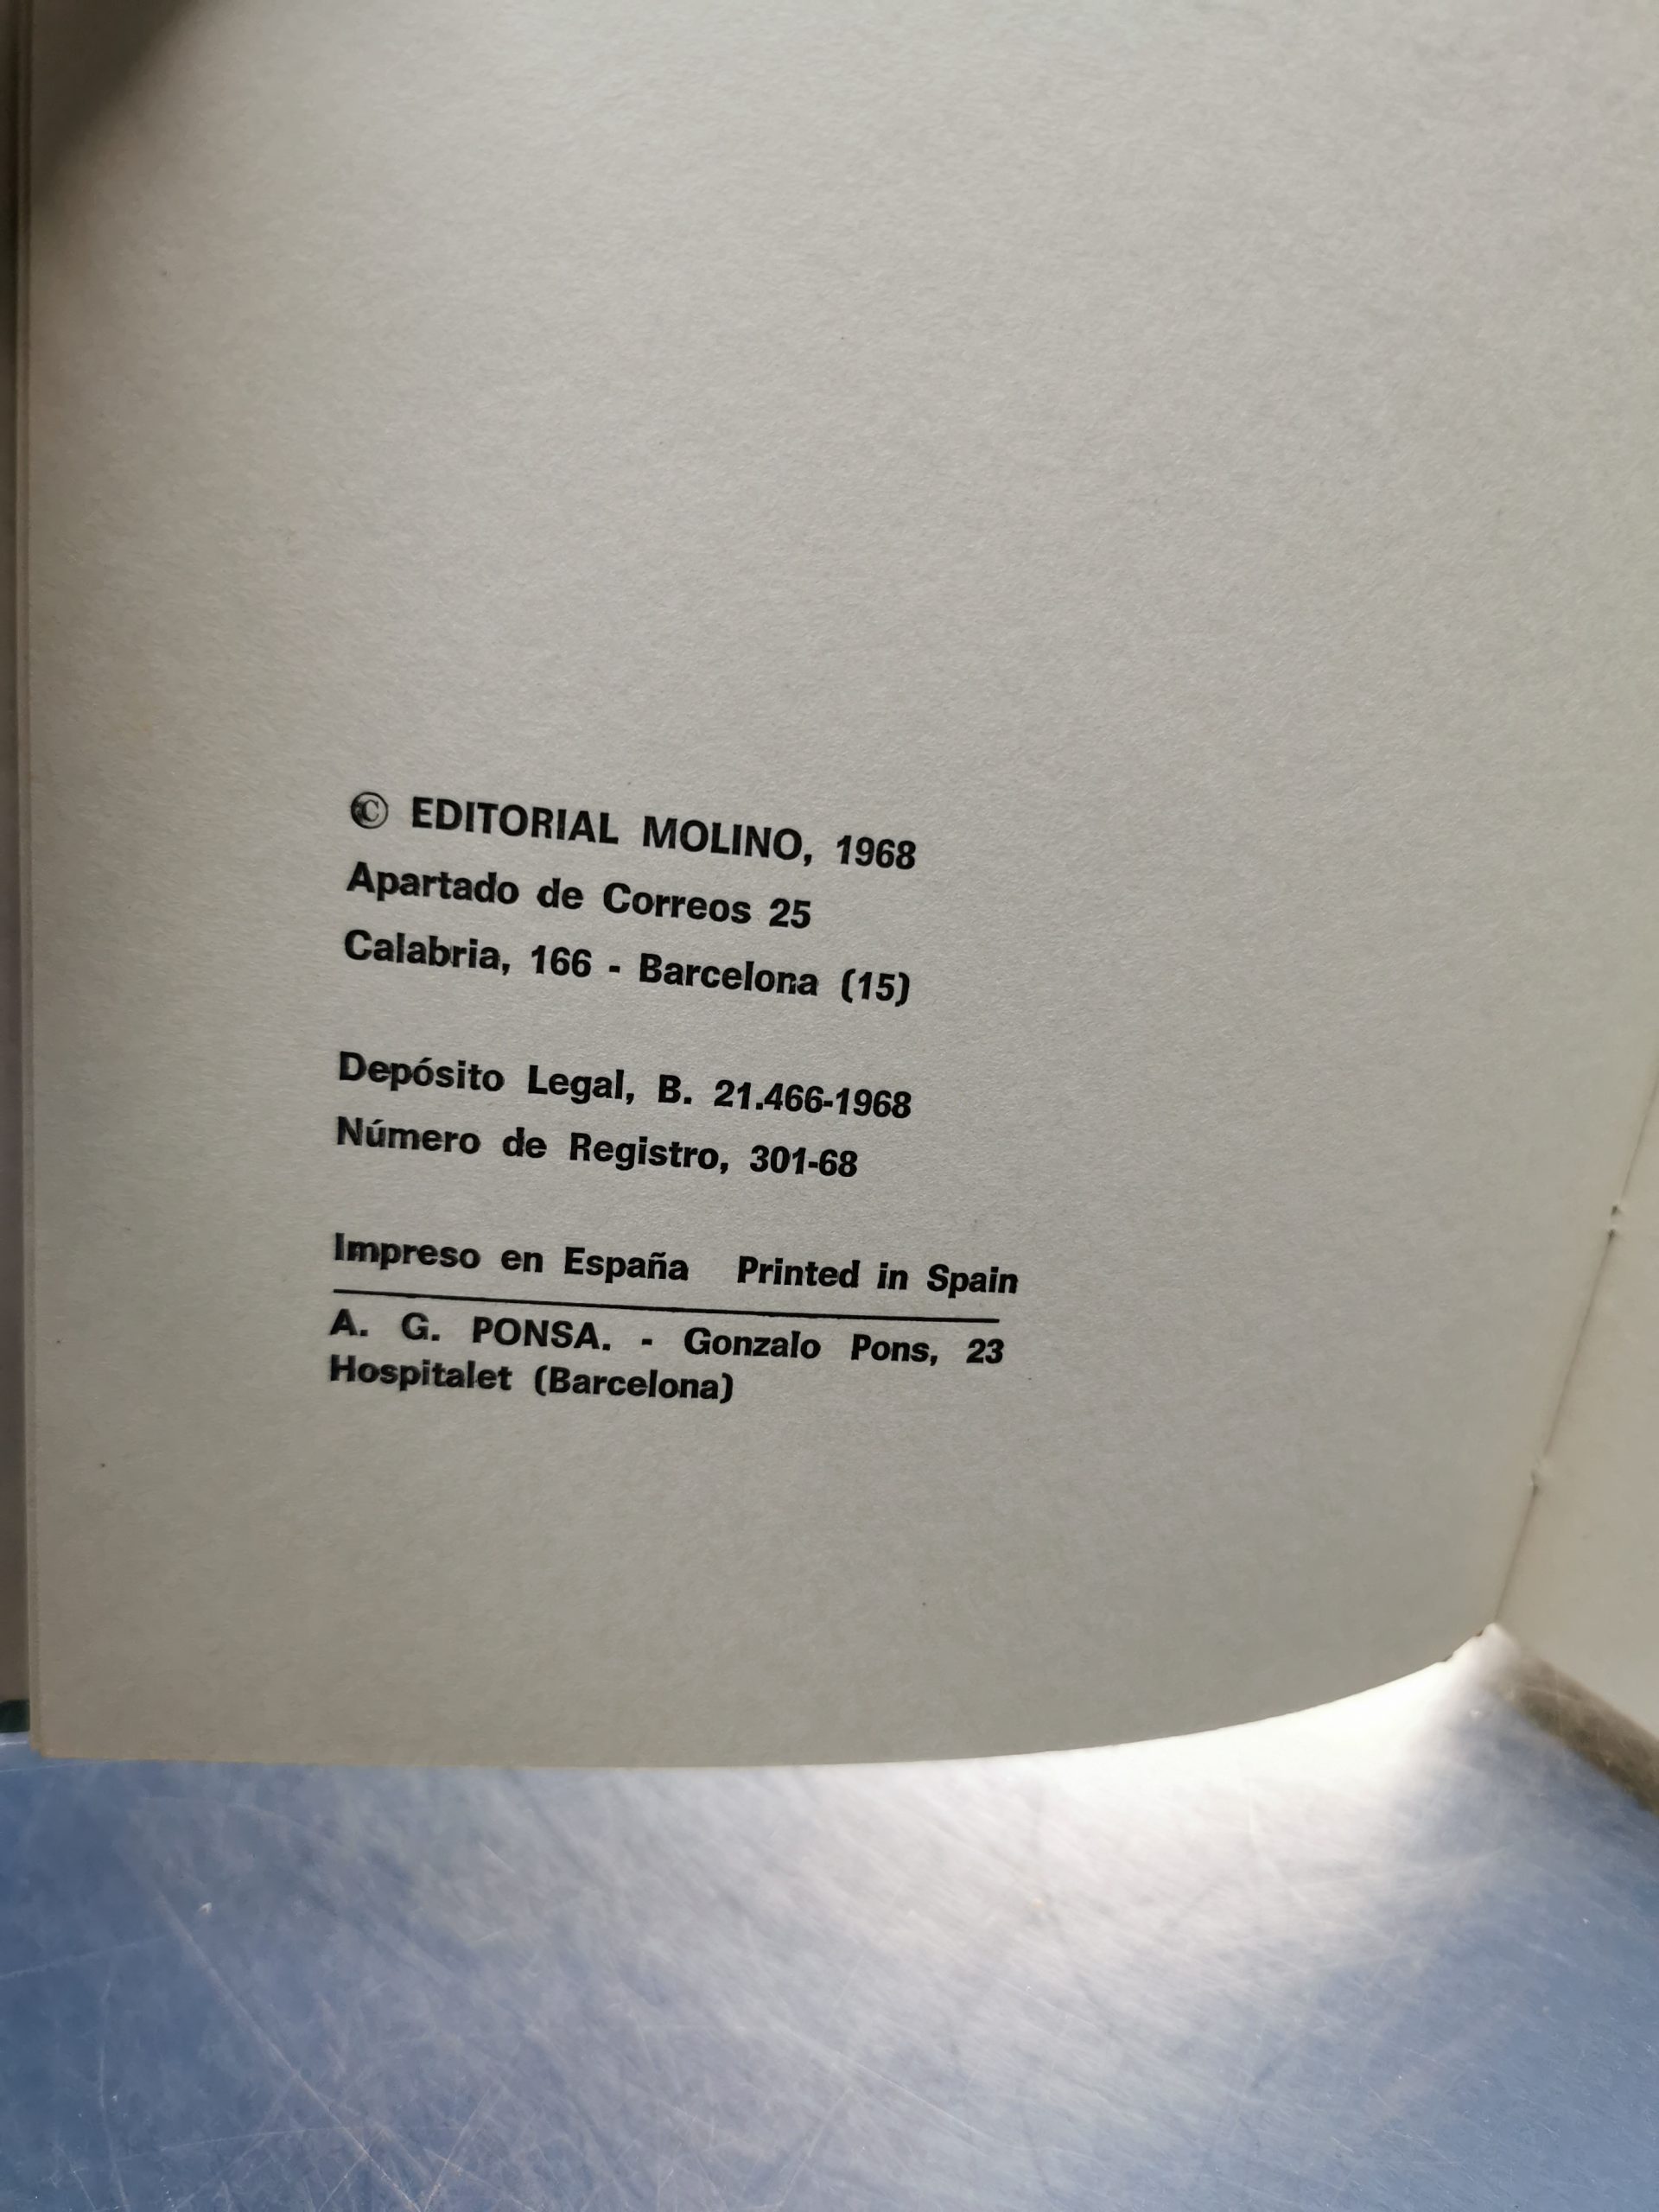 © EDITORIAL MOLINO, 1968
Apartado de Correos 25
Calabria, 166 - Barcelona (15)
Depósito Legal, B. 21.466-1968
Número de Registro, 301-68
Impreso en España Printed in Spain
A. G. PONSA. - Gonzalo Pons, 23
Hospitalet (Barcelona)